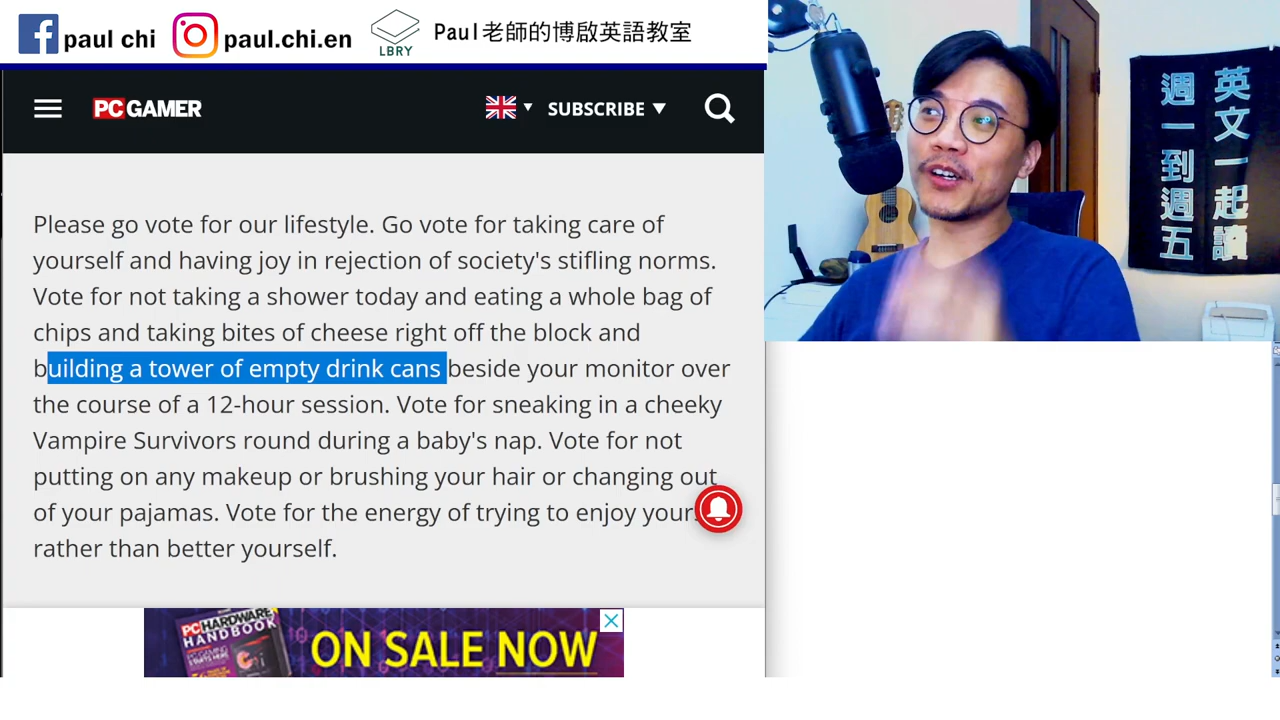 paul chi
paul.chi.en
LBRY
Paul老師的博啟英語教室
PC GAMER
SUBSCRIBE
Please go vote for our lifestyle. Go vote for taking care of
yourself and having joy in rejection of society's stifling norms.
Vote for not taking a shower today and eating a whole bag of
chips and taking bites of cheese right off the block and
building a tower of empty drink cans beside your monitor over
the course of a 12-hour session. Vote for sneaking in a cheeky
Vampire Survivors round during a baby's nap. Vote for not
putting on any makeup or brushing your hair or changing out
of your pajamas. Vote for the energy of trying to enjoy your
rather than better yourself.
PC HARDWARE
HANDBOOK
ON SALE NOW
英文一起讀
週一到週五